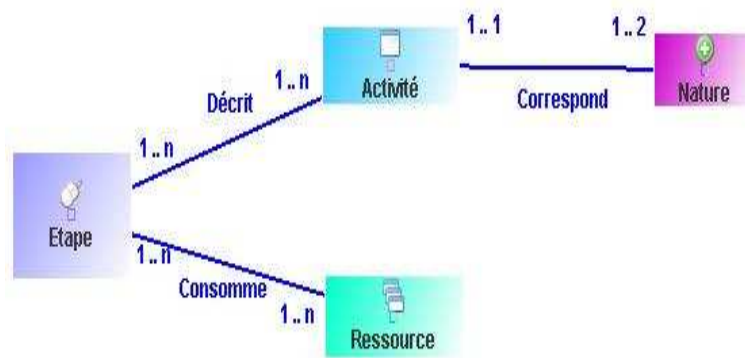 1..1
1..2
Activité
Correspond
Nature
1..n
Décrit
1..n
Etape
1..n
Consomme
1..n
Ressource